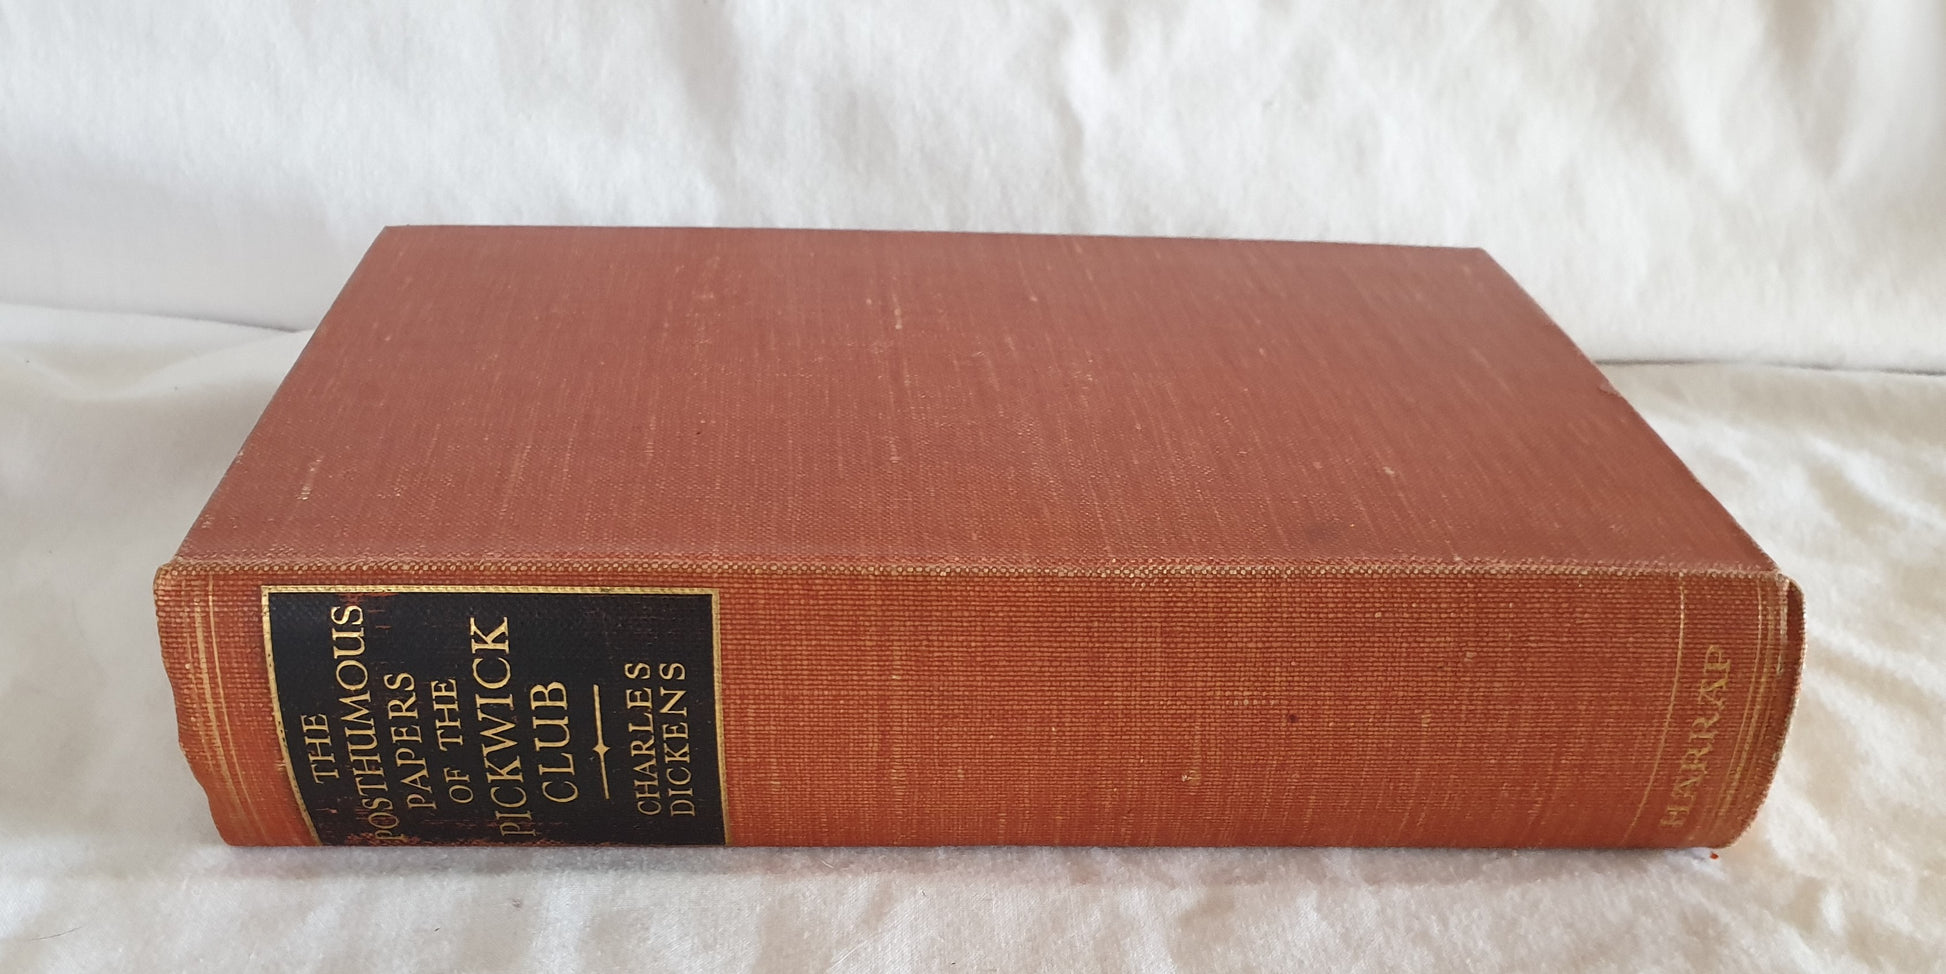 THE
POSTHUMOUS
PAPERS
OF THE
PICKWICK
CLUB
CHARLES
DICKENS
HARRAP